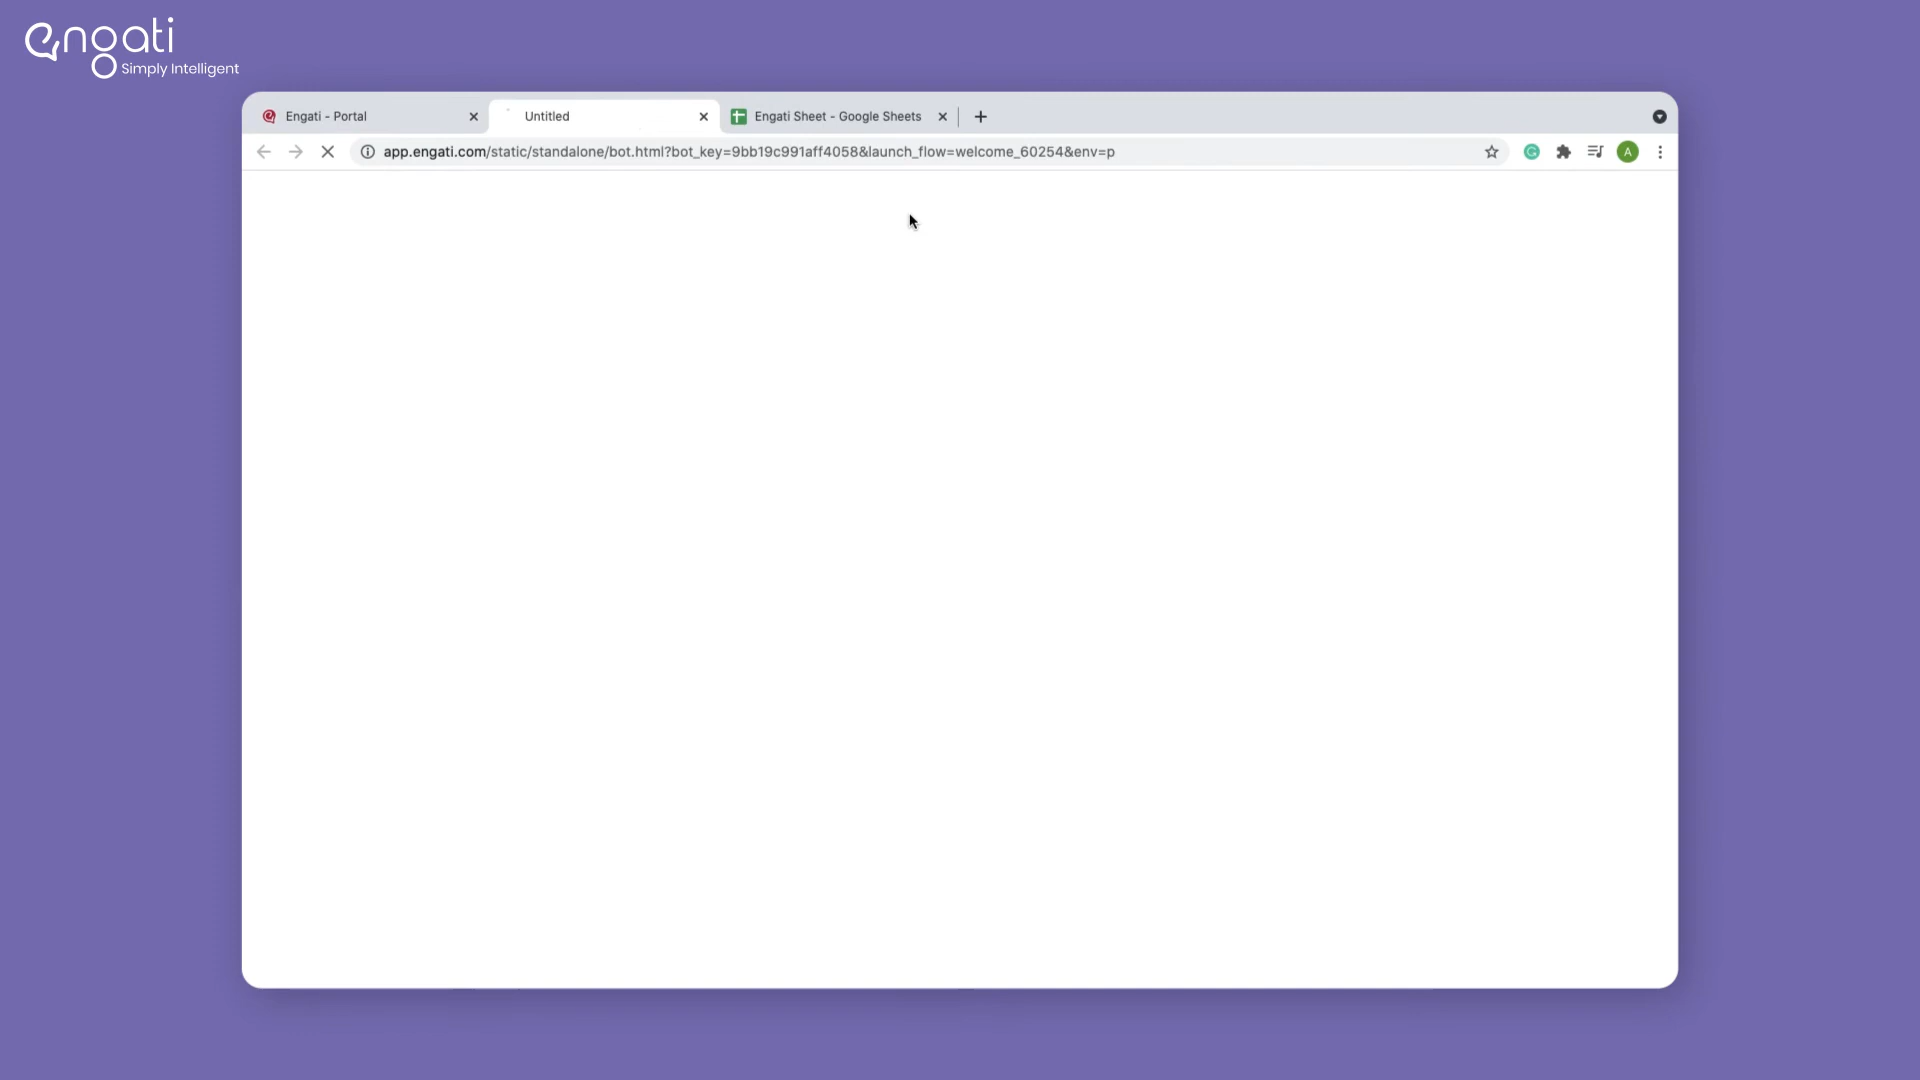 engati
Simply Intelligent
Engati - Portal
Untitled
Engati Sheet - Google Sheets
app.engati.com/static/standalone/bot.html?bot_key=9bb19c991aff4058&launch_flow=welcome_60254&env=p
A